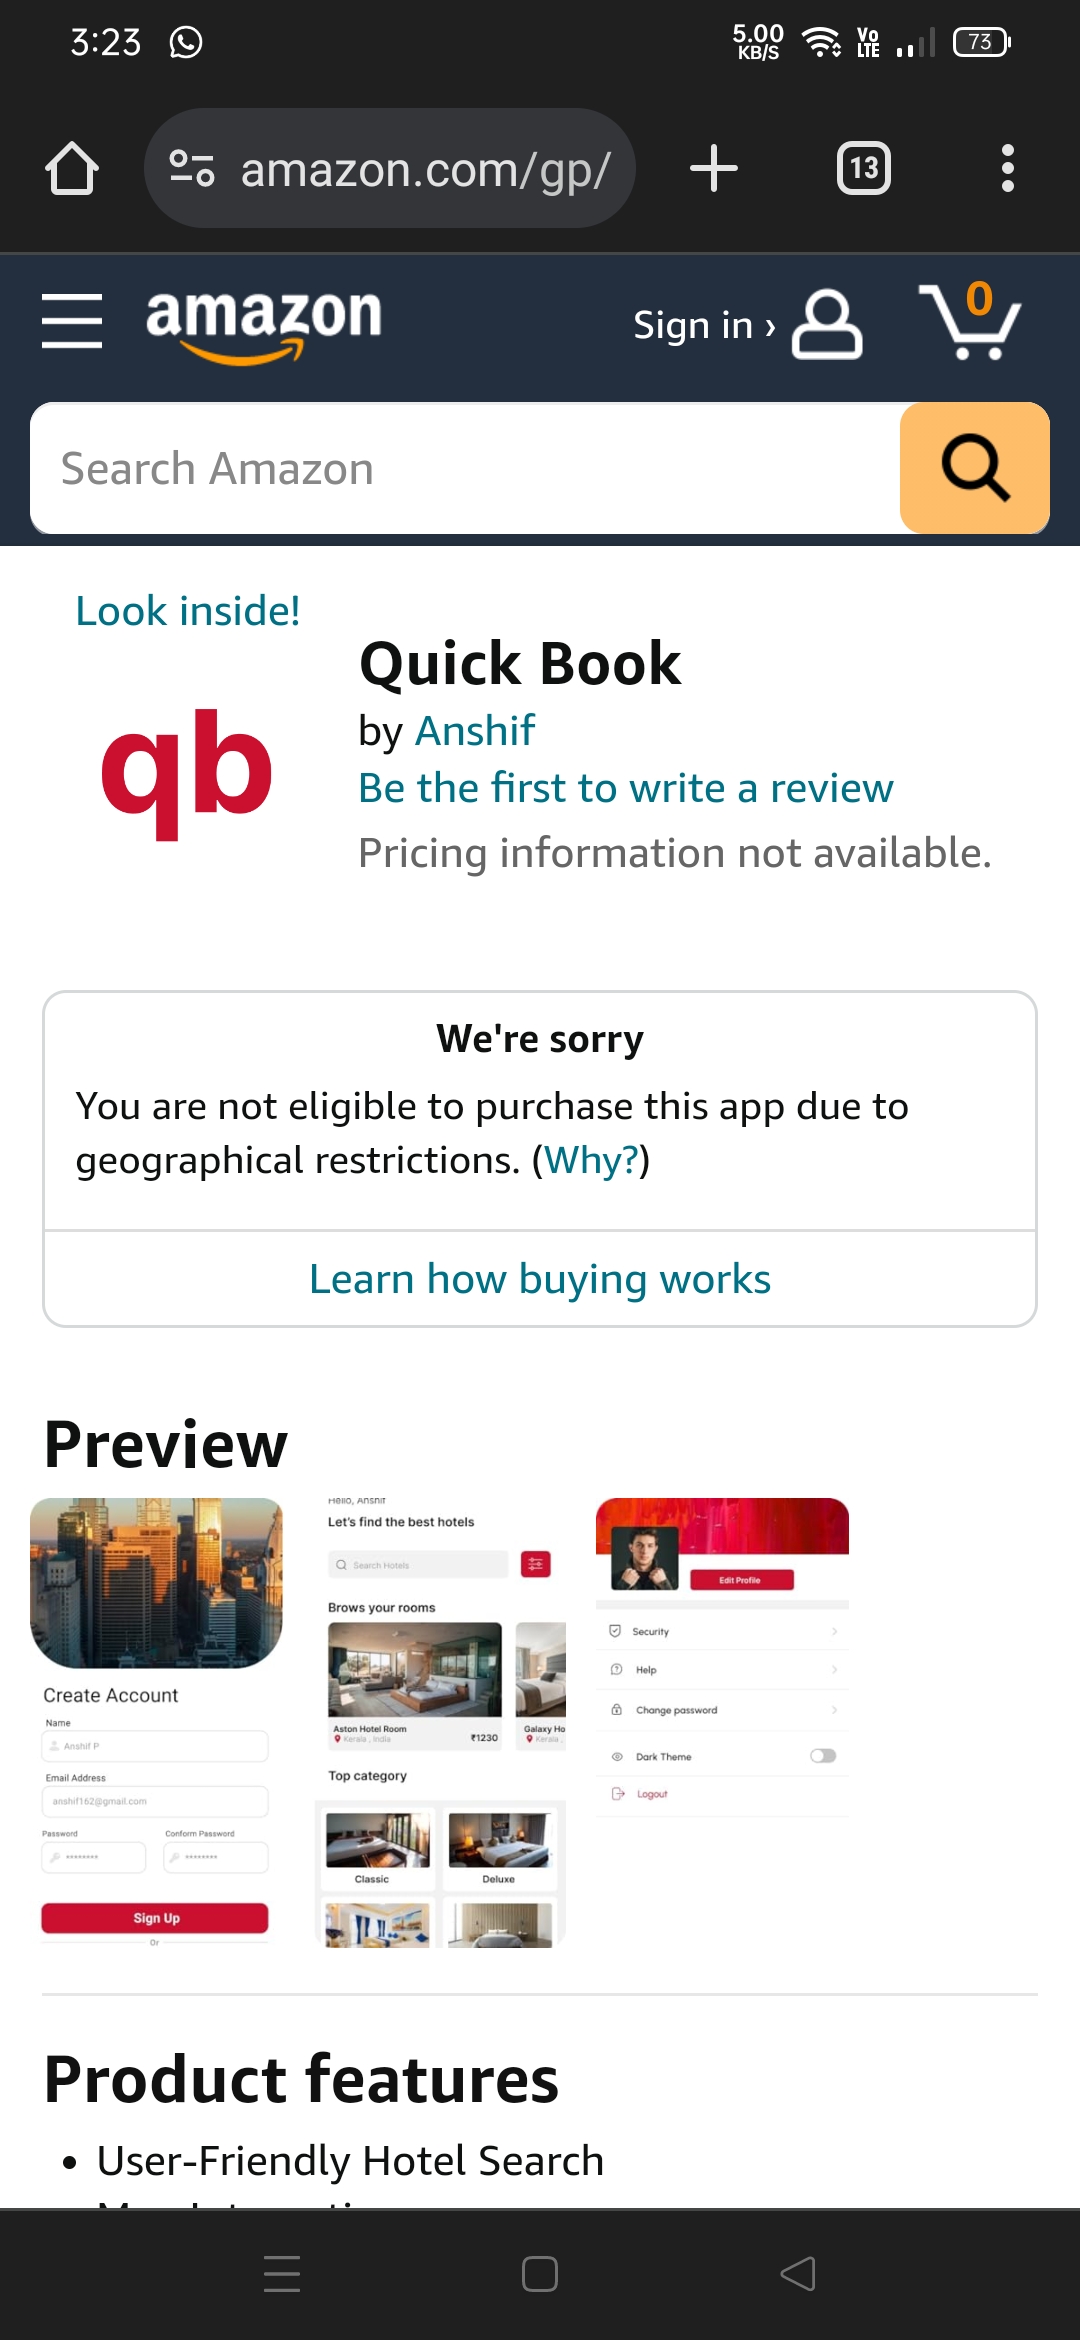 3:23
5.00
KB/S
Vo
LTE
73
amazon.com/gp/
13
amazon
Sign in ›
0
Search Amazon
Look inside!
qb
Quick Book
by Anshif
Be the first to write a review
Pricing information not available.
We're sorry
You are not eligible to purchase this app due to
geographical restrictions. (Why?)
Learn how buying works
Preview
Create Account
Name
Anshif P
Email Address
anshif162@gmail.com
Password
Conform Password
********
********
Sign Up
Or
Hello, Anshif
Let's find the best hotels
Search Hotels
Brows your rooms
Aston Hotel Room
Kerala , India
₹1230
Galaxy Ho
Kerala ,
Top category
Classic
Deluxe
Edit Profile
Security
Help
Change password
Dark Theme
Logout
Product features
• User-Friendly Hotel Search